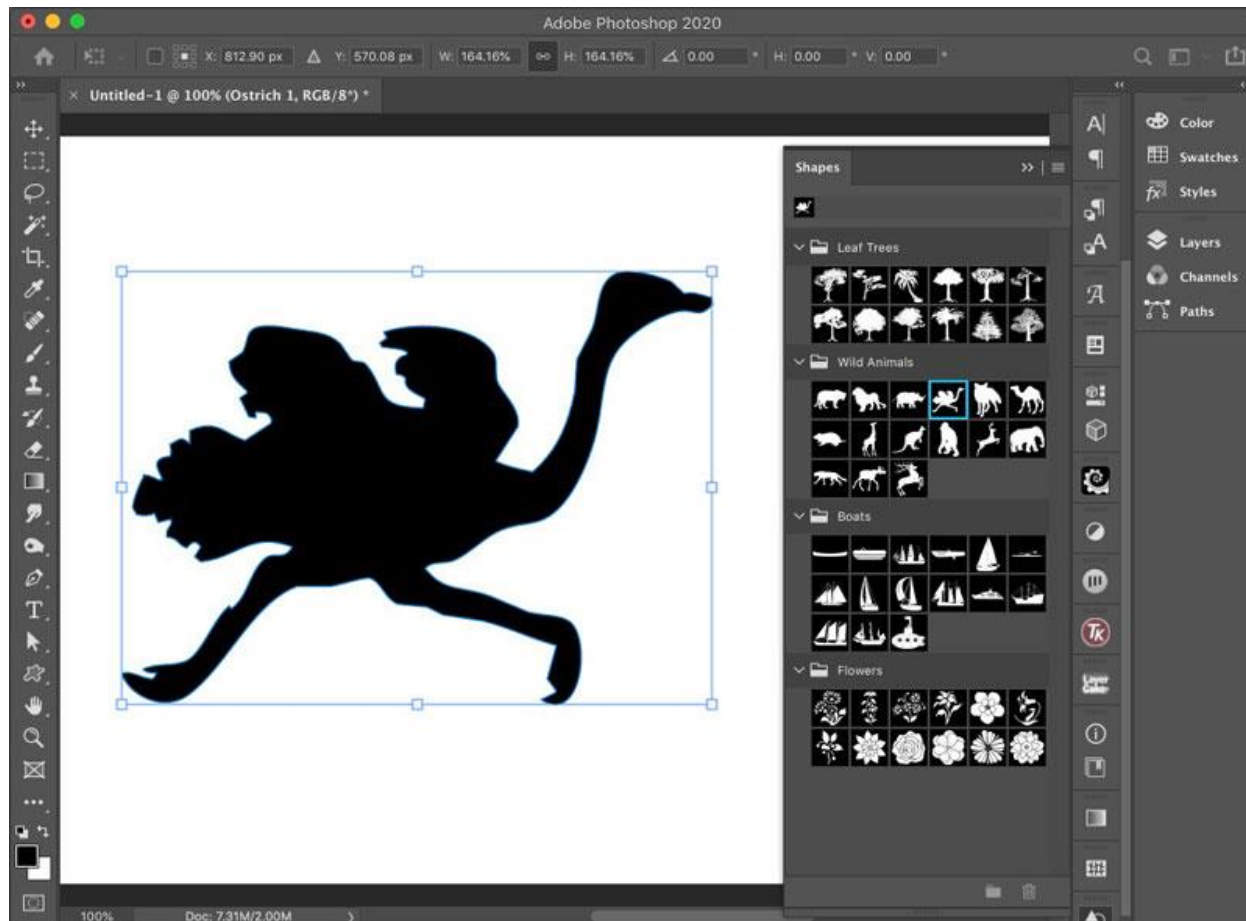 Adobe Photoshop 2020
X: 812.90 px Y: 570.08 px W: 164.16% H: 164.16% 0.00 ° H: 0.00 ° V: 0.00 °
× Untitled-1 @ 100% (Ostrich 1, RGB/8*) *
Shapes
Leaf Trees
Wild Animals
Boats
Flowers
Color
Swatches
Styles
Layers
Channels
Paths
TK
100% Doc: 7.31M/2.00M